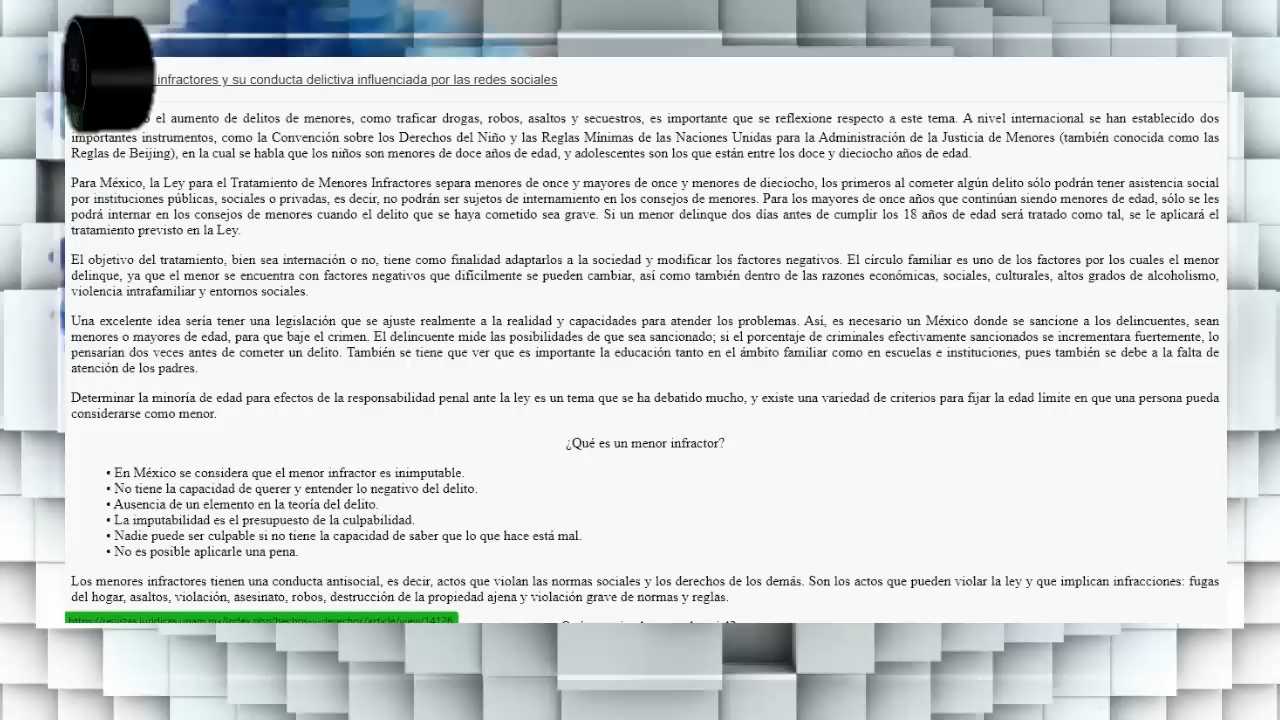 infractores y su conducta delictiva influenciada por las redes sociales
el aumento de delitos de menores, como traficar drogas, robos, asaltos y secuestros, es importante que se reflexione respecto a este tema. A nivel internacional se han establecido dos
importantes instrumentos, como la Convención sobre los Derechos del Niño y las Reglas Mínimas de las Naciones Unidas para la Administración de la Justicia de Menores (también conocida como las
Reglas de Beijing), en la cual se habla que los niños son menores de doce años de edad, y adolescentes son los que están entre los doce y dieciocho años de edad.
Para México, la Ley para el Tratamiento de Menores Infractores separa menores de once y mayores de once y menores de dieciocho, los primeros al cometer algún delito sólo podrán tener asistencia social
por instituciones públicas, sociales o privadas, es decir, no podrán ser sujetos de internamiento en los consejos de menores. Para los mayores de once años que continúan siendo menores de edad, sólo se les
podrá internar en los consejos de menores cuando el delito que se haya cometido sea grave. Si un menor delinque dos días antes de cumplir los 18 años de edad será tratado como tal, se le aplicará el
tratamiento previsto en la Ley.
El objetivo del tratamiento, bien sea internación o no, tiene como finalidad adaptarlos a la sociedad y modificar los factores negativos. El círculo familiar es uno de los factores por los cuales el menor
delinque, ya que el menor se encuentra con factores negativos que difícilmente se pueden cambiar, así como también dentro de las razones económicas, sociales, culturales, altos grados de alcoholismo,
violencia intrafamiliar y entornos sociales.
Una excelente idea sería tener una legislación que se ajuste realmente a la realidad y capacidades para atender los problemas. Así, es necesario un México donde se sancione a los delincuentes, sean
menores o mayores de edad, para que baje el crimen. El delincuente mide las posibilidades de que sea sancionado; si el porcentaje de criminales efectivamente sancionados se incrementara fuertemente, lo
pensarían dos veces antes de cometer un delito. También se tiene que ver que es importante la educación tanto en el ámbito familiar como en escuelas e instituciones, pues también se debe a la falta de
atención de los padres.
Determinar la minoría de edad para efectos de la responsabilidad penal ante la ley es un tema que se ha debatido mucho, y existe una variedad de criterios para fijar la edad límite en que una persona pueda
considerarse como menor.
¿Qué es un menor infractor?
• En México se considera que el menor infractor es inimputable.
• No tiene la capacidad de querer y entender lo negativo del delito.
• Ausencia de un elemento en la teoría del delito.
• La imputabilidad es el presupuesto de la culpabilidad.
• Nadie puede ser culpable si no tiene la capacidad de saber que lo que hace está mal.
• No es posible aplicarle una pena.
Los menores infractores tienen una conducta antisocial, es decir, actos que violan las normas sociales y los derechos de los demás. Son los actos que pueden violar la ley y que implican infracciones: fugas
del hogar, asaltos, violación, asesinato, robos, destrucción de la propiedad ajena y violación grave de normas y reglas.
https://revistas.juridicas.unam.mx/index.php/hechos-y-derechos/article/view/14126